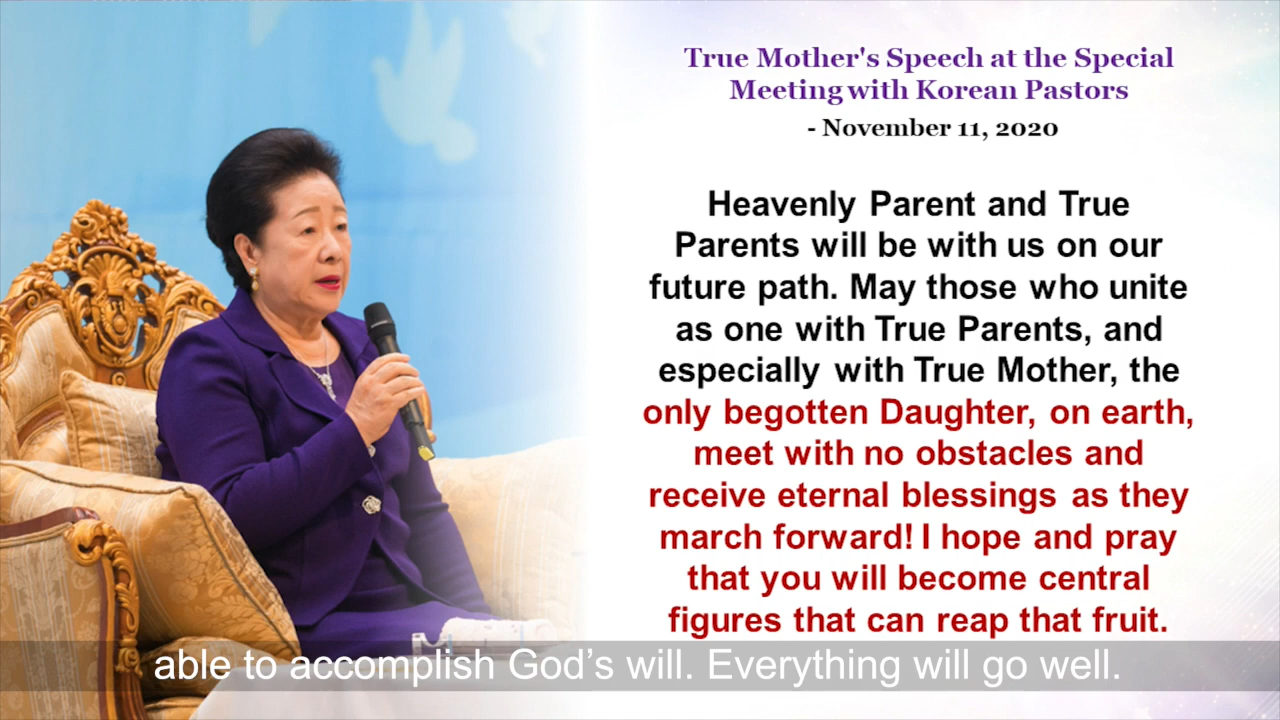 True Mother's Speech at the Special
Meeting with Korean Pastors
- November 11, 2020
Heavenly Parent and True
Parents will be with us on our
future path. May those who unite
as one with True Parents, and
especially with True Mother, the
only begotten Daughter, on earth,
meet with no obstacles and
receive eternal blessings as they
march forward! I hope and pray
that you will become central
figures that can reap that fruit.
able to accomplish God’s will. Everything will go well.